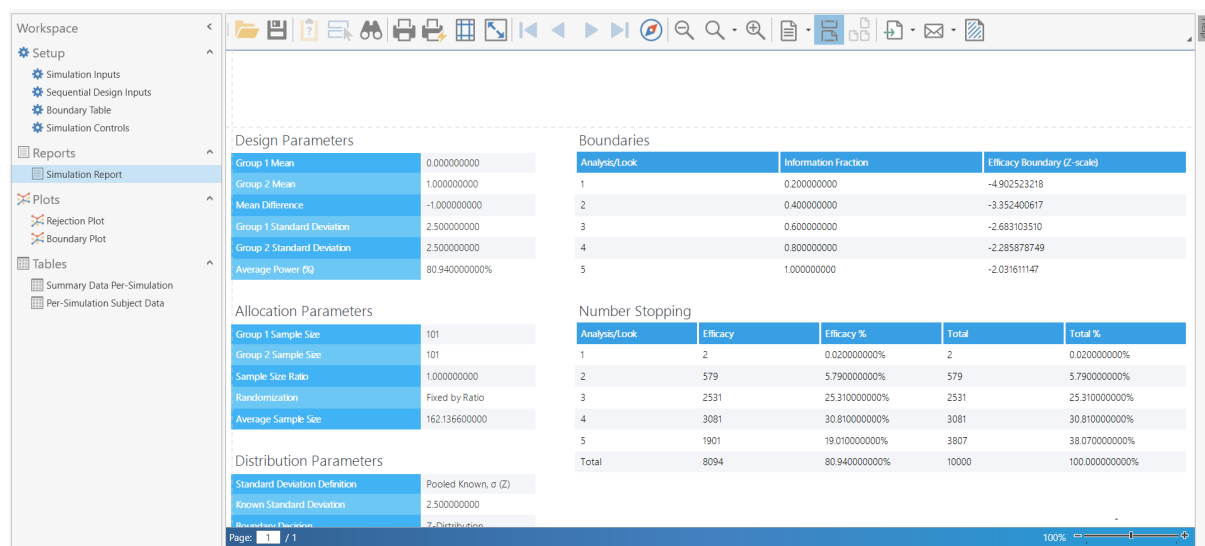 Workspace
Setup
Simulation Inputs
Sequential Design Inputs
Boundary Table
Simulation Controls
Reports
Simulation Report
Plots
Rejection Plot
Boundary Plot
Tables
Summary Data Per-Simulation
Per-Simulation Subject Data
Design Parameters
Group 1 Mean 0.000000000
Group 2 Mean 1.000000000
Mean Difference -1.000000000
Group 1 Standard Deviation 2.500000000
Group 2 Standard Deviation 2.500000000
Average Power (%) 80.940000000%
Allocation Parameters
Group 1 Sample Size 101
Group 2 Sample Size 101
Sample Size Ratio 1.000000000
Randomization Fixed by Ratio
Average Sample Size 162.136600000
Distribution Parameters
Standard Deviation Definition Pooled Known, σ (Z)
Known Standard Deviation 2.500000000
Boundary Decision Z-Distribution
Boundaries
Analysis/Look Information Fraction Efficacy Boundary (Z-scale)
1 0.200000000 -4.902523218
2 0.400000000 -3.352400617
3 0.600000000 -2.683103510
4 0.800000000 -2.285878749
5 1.000000000 -2.031611147
Number Stopping
Analysis/Look Efficacy Efficacy % Total Total %
1 2 0.020000000% 2 0.020000000%
2 579 5.790000000% 579 5.790000000%
3 2531 25.310000000% 2531 25.310000000%
4 3081 30.810000000% 3081 30.810000000%
5 1901 19.010000000% 3807 38.070000000%
Total 8094 80.940000000% 10000 100.000000000%
Page: 1 / 1
100%